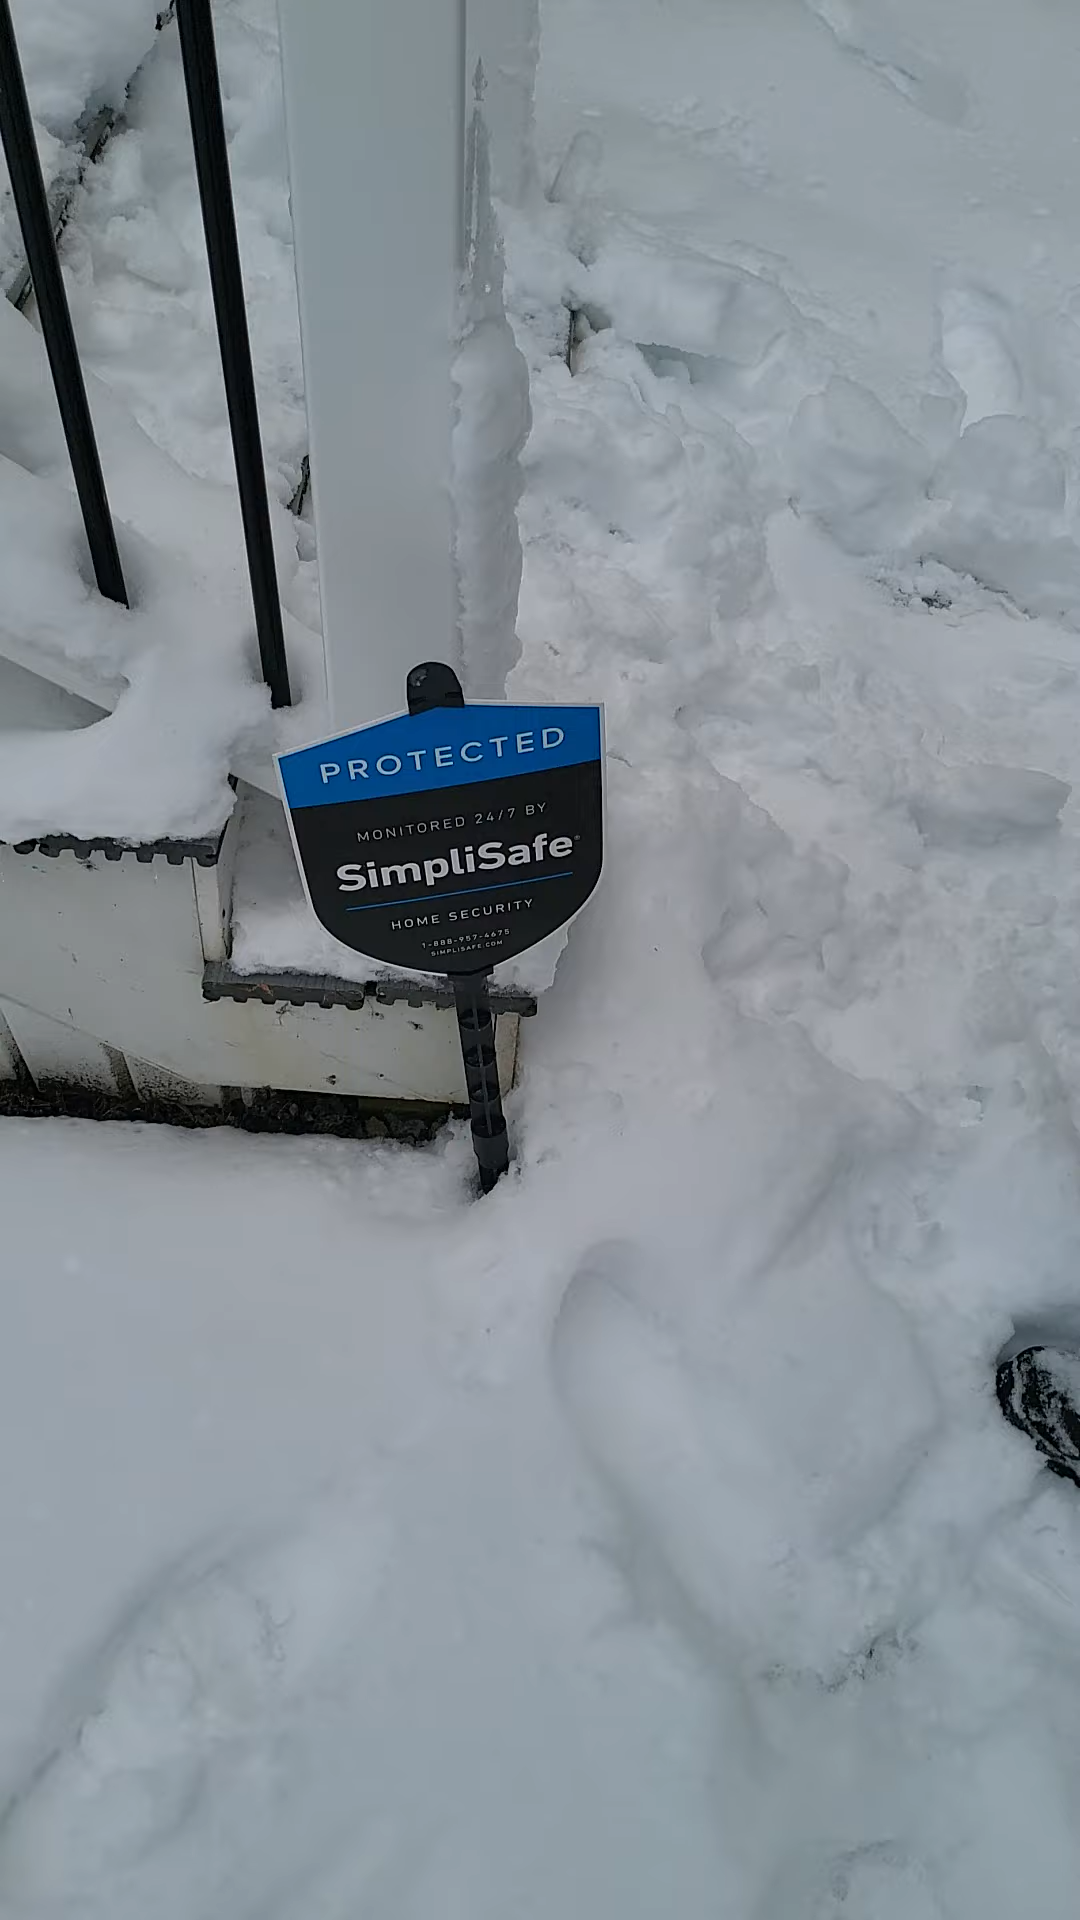 PROTECTED
MONITORED 24/7 BY
SimpliSafe®
HOME SECURITY
1-888-957-4675
SIMPLISAFE.COM